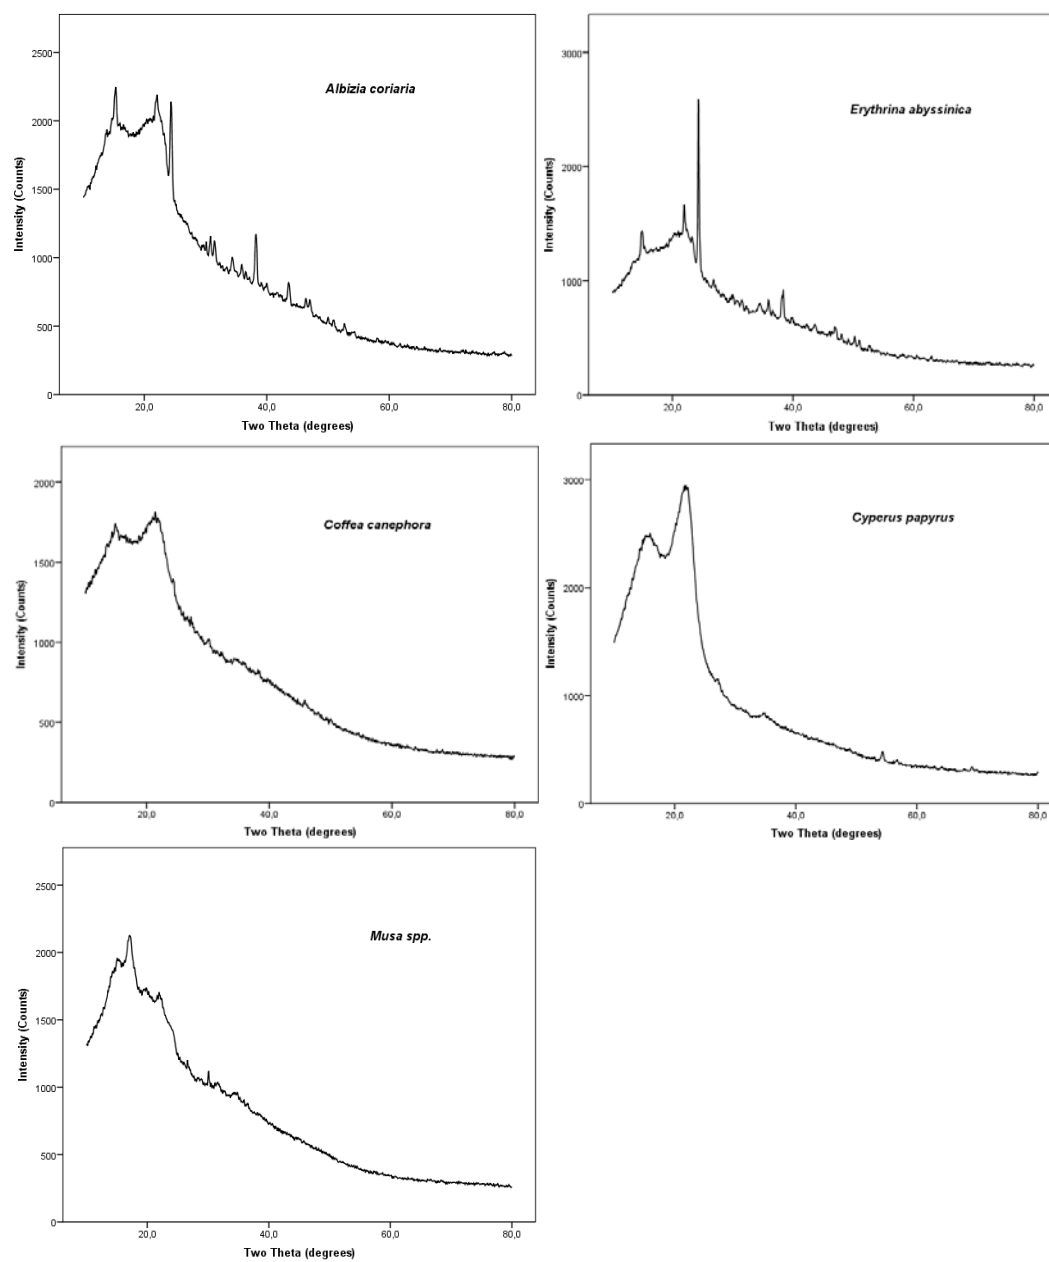 Albizia coriaria
Intensity (Counts)
2500
2000
1500
1000
500
0
20,0 40,0 60,0 80,0
Two Theta (degrees)
Erythrina abyssinica
Intensity (Counts)
3000
2000
1000
0
20,0 40,0 60,0 80,0
Two Theta (degrees)
Coffea canephora
Intensity (Counts)
2000
1500
1000
500
0
20,0 40,0 60,0 80,0
Two Theta (degrees)
Cyperus papyrus
Intensity (Counts)
3000
2000
1000
0
20,0 40,0 60,0 80,0
Two Theta (degrees)
Musa spp.
Intensity (Counts)
2500
2000
1500
1000
500
0
20,0 40,0 60,0 80,0
Two Theta (degrees)